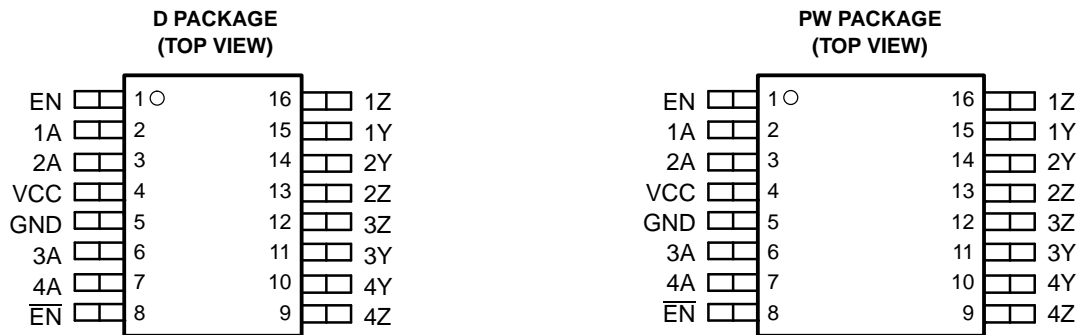 D PACKAGE
(TOP VIEW)
EN 1 16 1Z
1A 2 15 1Y
2A 3 14 2Y
VCC 4 13 2Z
GND 5 12 3Z
3A 6 11 3Y
4A 7 10 4Y
E̅N̅ 8 9 4Z
PW PACKAGE
(TOP VIEW)
EN 1 16 1Z
1A 2 15 1Y
2A 3 14 2Y
VCC 4 13 2Z
GND 5 12 3Z
3A 6 11 3Y
4A 7 10 4Y
E̅N̅ 8 9 4Z